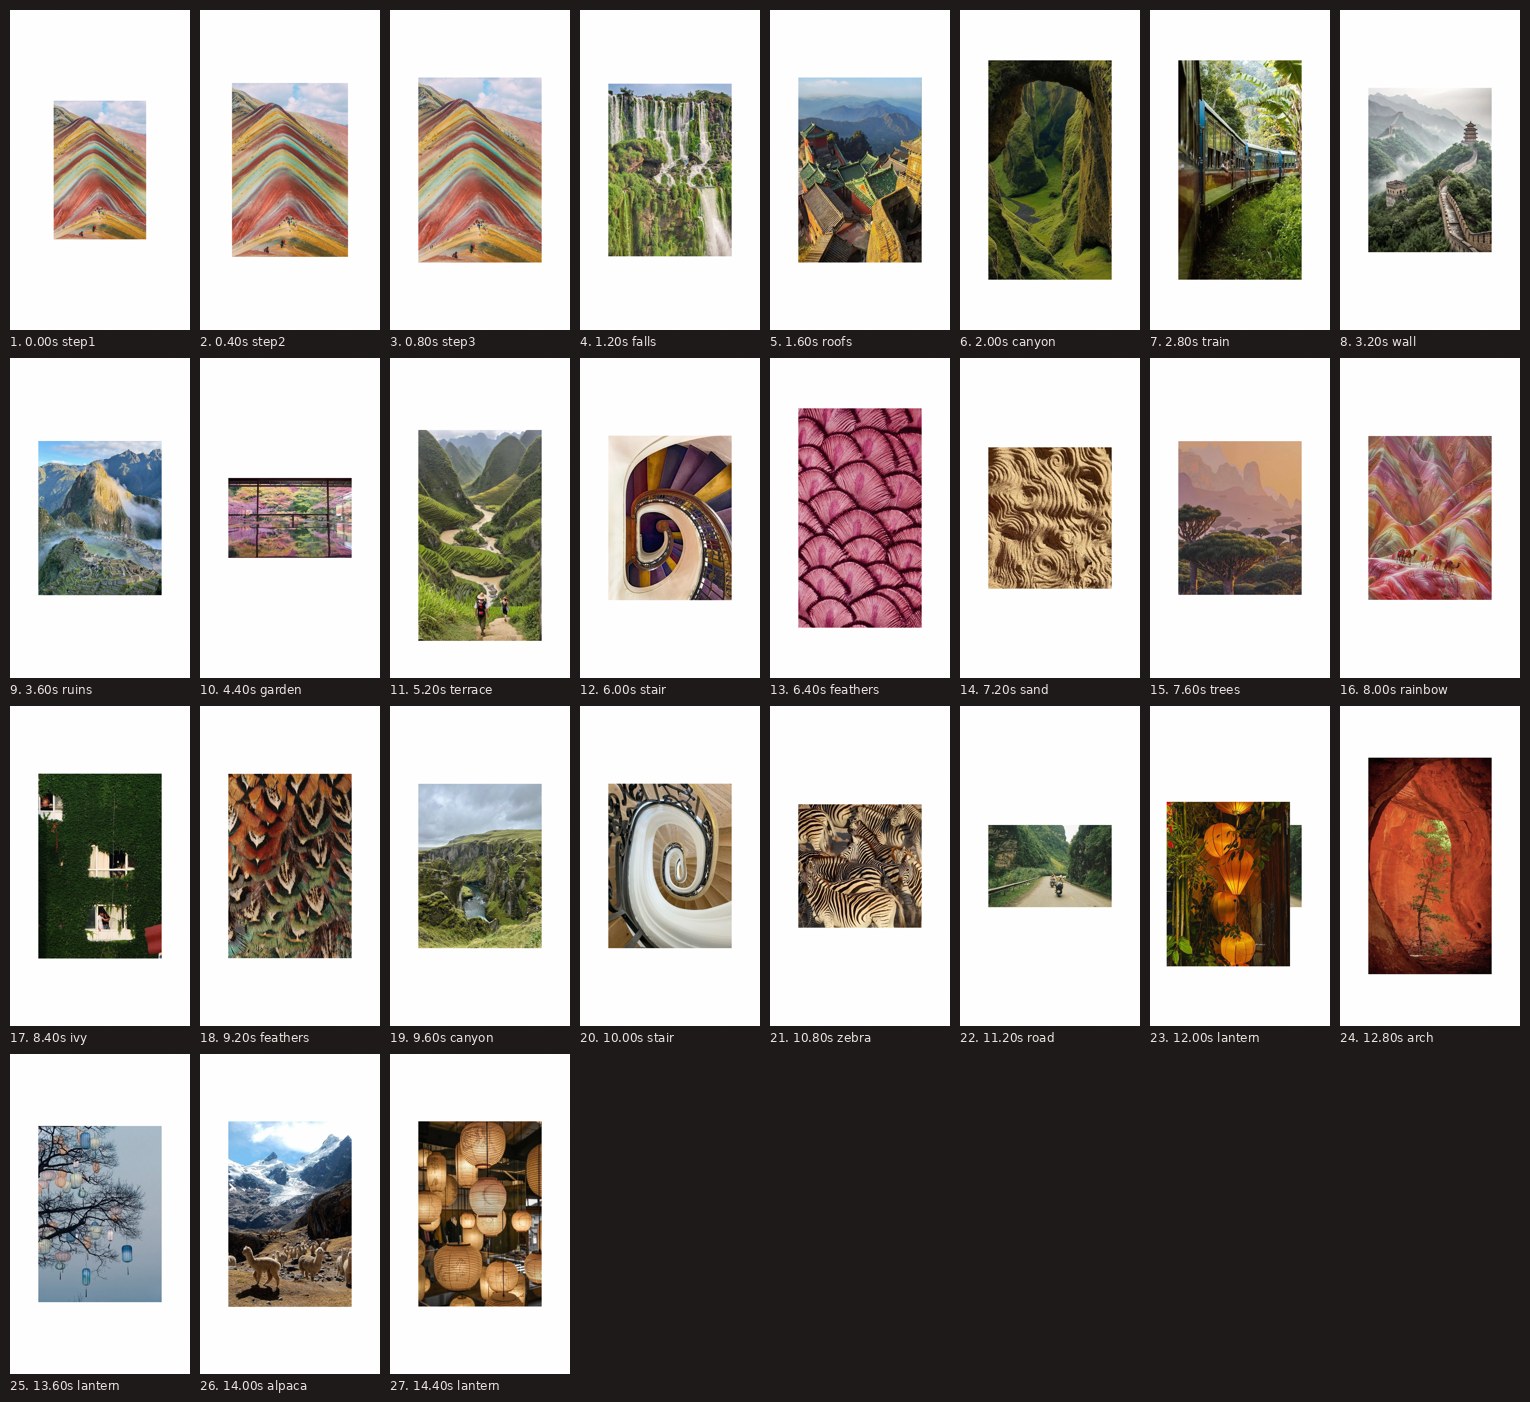 1. 0.00s step1
2. 0.40s step2
3. 0.80s step3
4. 1.20s falls
5. 1.60s roofs
6. 2.00s canyon
7. 2.80s train
8. 3.20s wall
9. 3.60s ruins
10. 4.40s garden
11. 5.20s terrace
12. 6.00s stair
13. 6.40s feathers
14. 7.20s sand
15. 7.60s trees
16. 8.00s rainbow
17. 8.40s ivy
18. 9.20s feathers
19. 9.60s canyon
20. 10.00s stair
21. 10.80s zebra
22. 11.20s road
23. 12.00s lantern
24. 12.80s arch
25. 13.60s lantern
26. 14.00s alpaca
27. 14.40s lantern